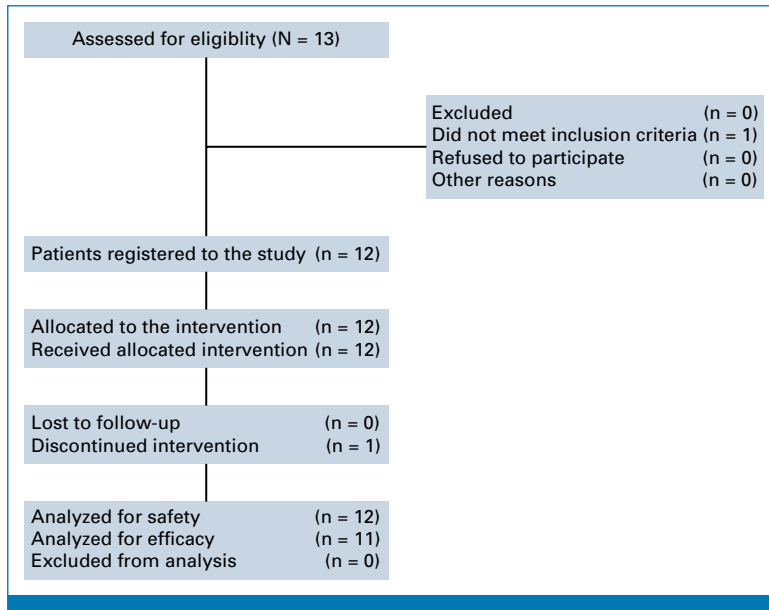 Assessed for eligiblity (N = 13)
Excluded (n = 0)
Did not meet inclusion criteria (n = 1)
Refused to participate (n = 0)
Other reasons (n = 0)
Patients registered to the study (n = 12)
Allocated to the intervention (n = 12)
Received allocated intervention (n = 12)
Lost to follow-up (n = 0)
Discontinued intervention (n = 1)
Analyzed for safety (n = 12)
Analyzed for efficacy (n = 11)
Excluded from analysis (n = 0)